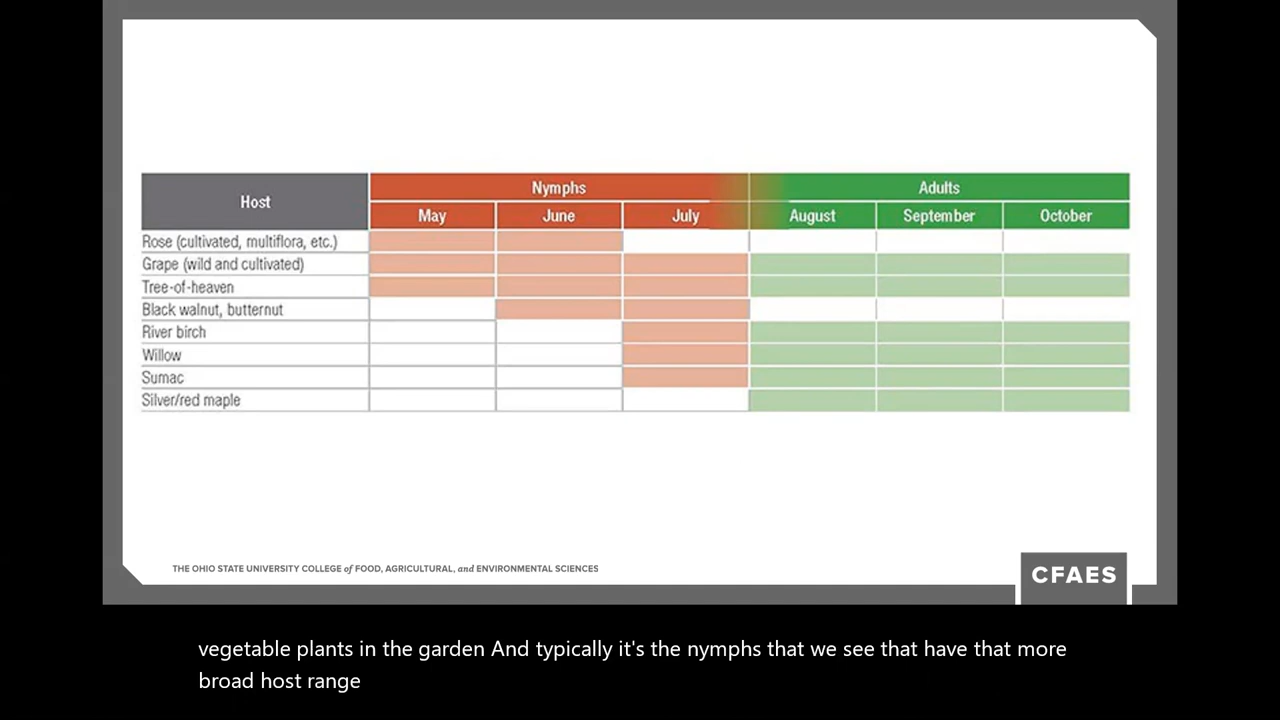 Host
Nymphs
Adults
May
June
July
August
September
October
Rose (cultivated, multiflora, etc.)
Grape (wild and cultivated)
Tree-of-heaven
Black walnut, butternut
River birch
Willow
Sumac
Silver/red maple
THE OHIO STATE UNIVERSITY COLLEGE of FOOD, AGRICULTURAL, and ENVIRONMENTAL SCIENCES
CFAES
vegetable plants in the garden And typically it's the nymphs that we see that have that more
broad host range